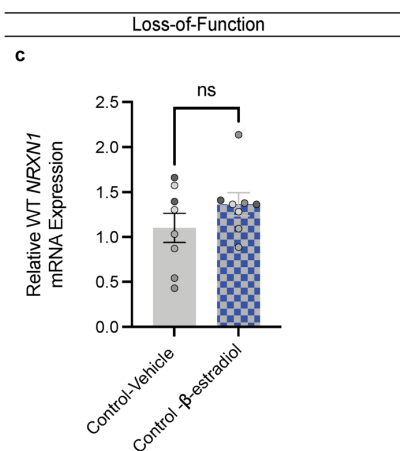 Loss-of-Function
c
ns
Relative WT NRXN1
mRNA Expression
2.5
2.0
1.5
1.0
0.5
0.0
Control-Vehicle
Control -β-estradiol